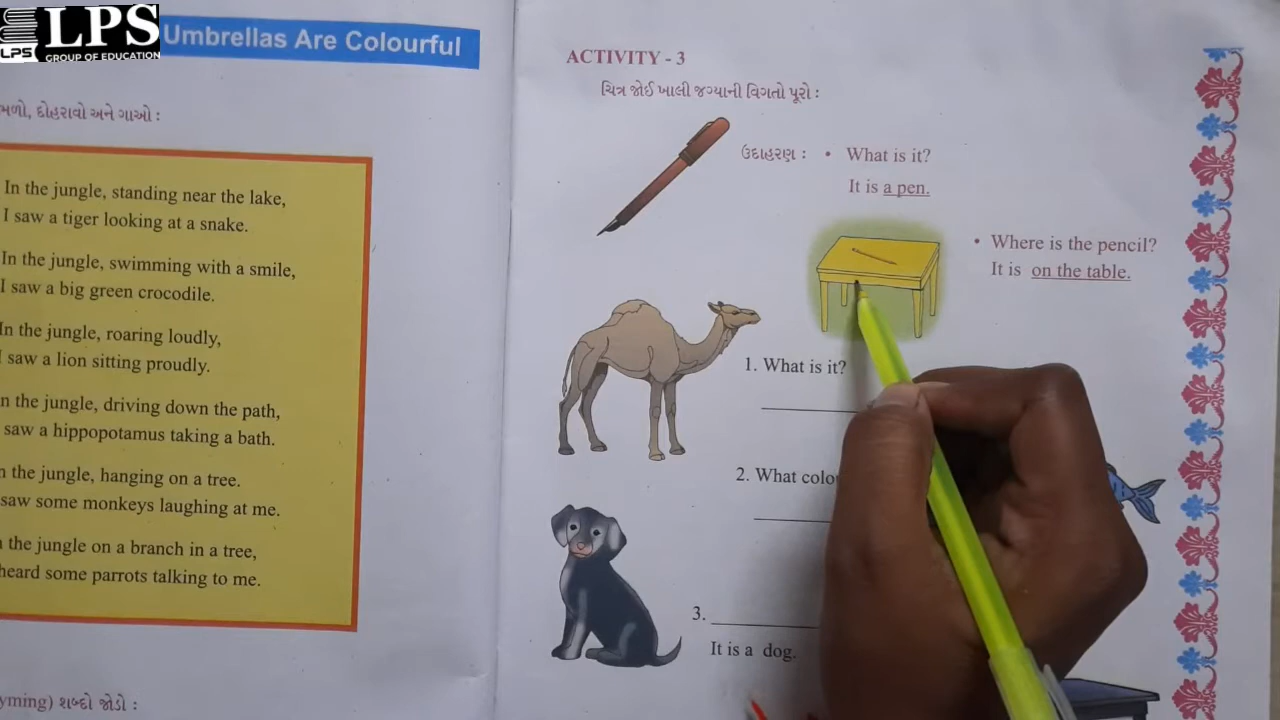 LPS
LPS
GROUP OF EDUCATION
Umbrellas Are Colourful
દોહરાવો અને ગાઓ :
In the jungle, standing near the lake,
I saw a tiger looking at a snake.
In the jungle, swimming with a smile,
I saw a big green crocodile.
In the jungle, roaring loudly,
I saw a lion sitting proudly.
n the jungle, driving down the path,
saw a hippopotamus taking a bath.
the jungle, hanging on a tree.
saw some monkeys laughing at me.
the jungle on a branch in a tree,
heard some parrots talking to me.
yming) શબ્દો જોડો :
ACTIVITY - 3
ચિત્ર જોઈ ખાલી જગ્યાની વિગતો પૂરો :
ઉદાહરણ : • What is it?
It is a pen.
• Where is the pencil?
It is on the table.
1. What is it?
2. What colo
3.
It is a dog.